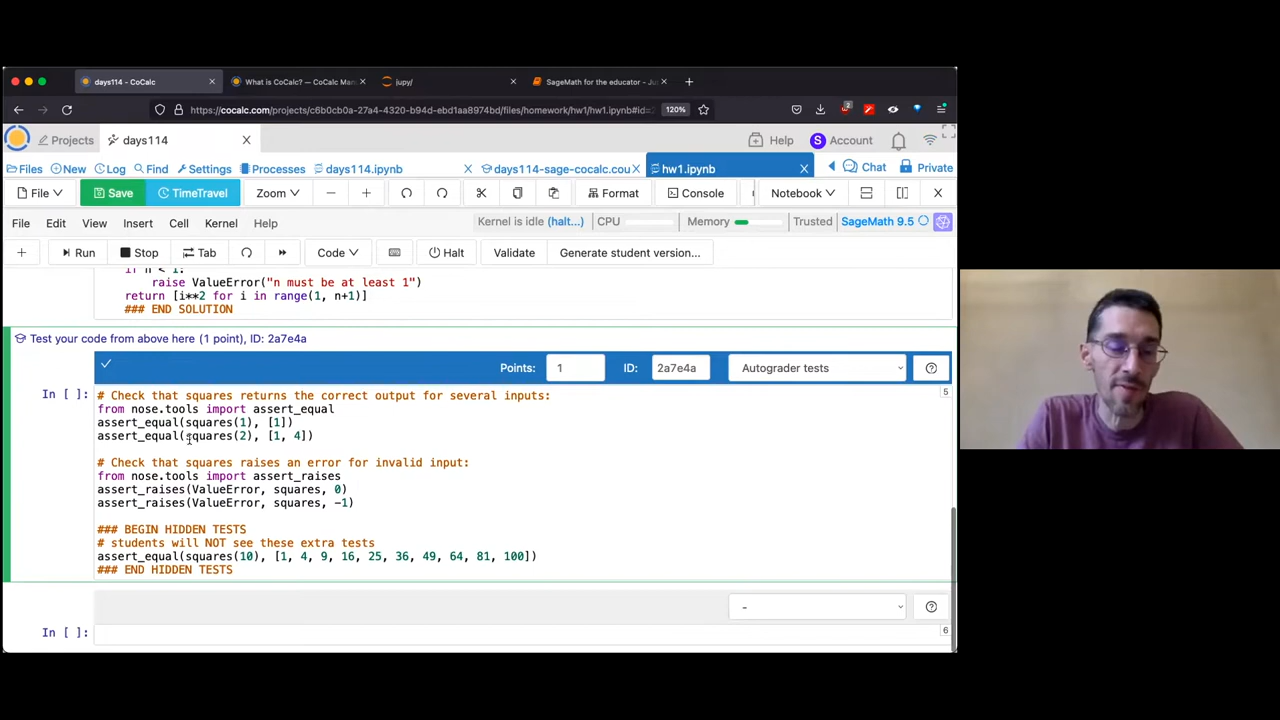 days114 - CoCalc
What is CoCalc? — CoCalc Man
jupy/
SageMath for the educator - Ju
https://cocalc.com/projects/c6b0cb0a-27a4-4320-b94d-ebd1aa8974bd/files/homework/hw1/hw1.ipynb#id=
120%
2
Projects
days114
Help
S Account
Files
New
Log
Find
Settings
Processes
days114.ipynb
days114-sage-cocalc.cou
hw1.ipynb
Chat
Private
File
Save
TimeTravel
Zoom
Format
Console
Notebook
File Edit View Insert Cell Kernel Help
Kernel is idle (halt...)
CPU
Memory
Trusted
SageMath 9.5
Run
Stop
Tab
Code
Halt
Validate
Generate student version...
if n < 1:
raise ValueError("n must be at least 1")
return [i**2 for i in range(1, n+1)]
### END SOLUTION
Test your code from above here (1 point), ID: 2a7e4a
Points: 1 ID: 2a7e4a Autograder tests
In [ ]:
5
# Check that squares returns the correct output for several inputs:
from nose.tools import assert_equal
assert_equal(squares(1), [1])
assert_equal(squares(2), [1, 4])
# Check that squares raises an error for invalid input:
from nose.tools import assert_raises
assert_raises(ValueError, squares, 0)
assert_raises(ValueError, squares, -1)
### BEGIN HIDDEN TESTS
# students will NOT see these extra tests
assert_equal(squares(10), [1, 4, 9, 16, 25, 36, 49, 64, 81, 100])
### END HIDDEN TESTS
-
In [ ]:
6